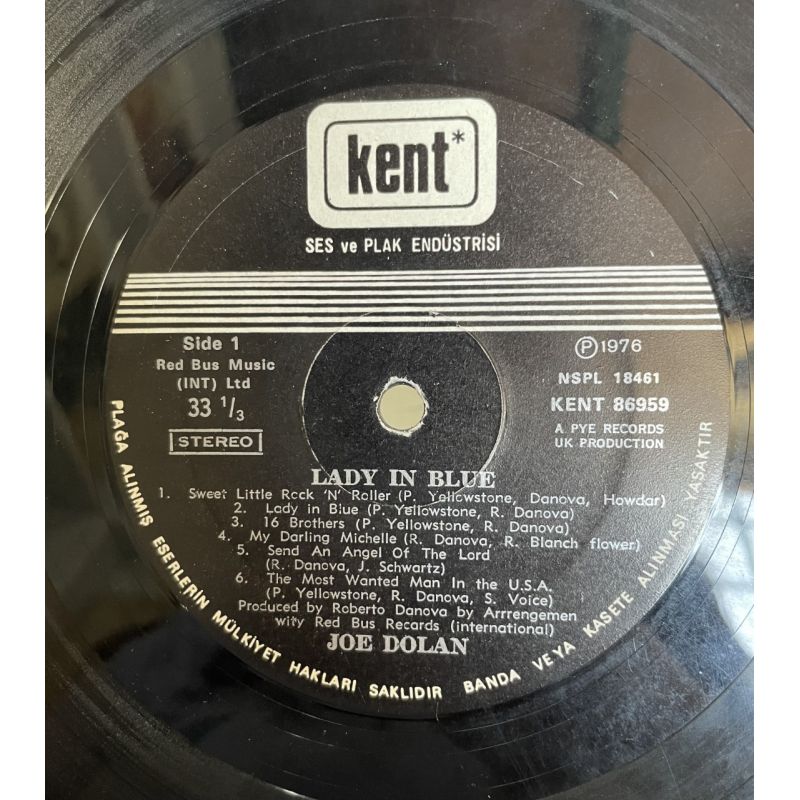 kent*
SES ve PLAK ENDÜSTRİSİ
Side 1
Red Bus Music
(INT) Ltd
33 1/3
STEREO
Ⓟ1976
NSPL 18461
KENT 86959
A PYE RECORDS
UK PRODUCTION
LADY IN BLUE
1. Sweet Little Rock 'N' Roller (P. Yellowstone, Danova, Howdar)
2. Lady in Blue (P. Yellowstone, R. Danova)
3. 16 Brothers (P. Yellowstone, R. Danova)
4. My Darling Michelle (R. Danova, R. Blanch flower)
5. Send An Angel Of The Lord
(R. Danova, J. Schwartz)
6. The Most Wanted Man In the U.S.A.
(P. Yellowstone, R. Danova, S. Voice)
Produced by Roberto Danova by Arrrengemen
wity Red Bus Records (international)
JOE DOLAN
PLAĞA ALINMIŞ ESERLERİN MÜLKİYET HAKLARI SAKLIDIR BANDA VEYA KASETE ALINMASI YASAKTIR